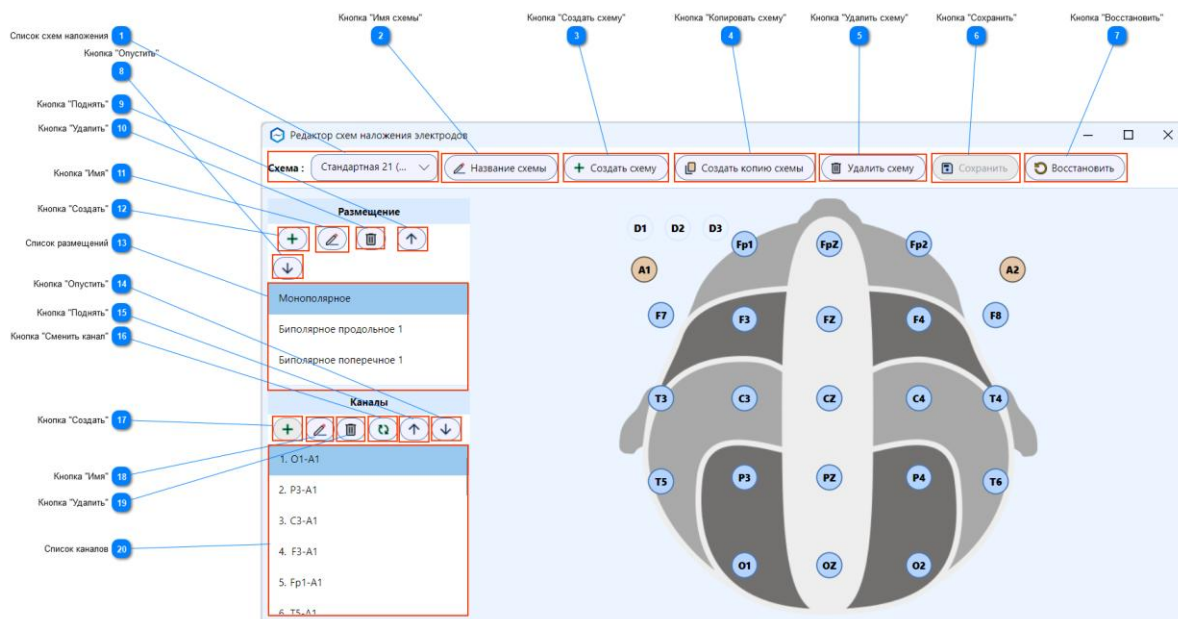 Кнопка "Имя схемы"
Кнопка "Создать схему"
Кнопка "Копировать схему"
Кнопка "Удалить схему"
Кнопка "Сохранить"
Кнопка "Восстановить"
Список схем наложения 1
2
3
4
5
6
7
Кнопка "Опустить"
8
Кнопка "Поднять" 9
Кнопка "Удалить" 10
Кнопка "Имя" 11
Кнопка "Создать" 12
Список размещений 13
Кнопка "Опустить" 14
Кнопка "Поднять" 15
Кнопка "Сменить канал" 16
Кнопка "Создать" 17
Кнопка "Имя" 18
Кнопка "Удалить" 19
Список каналов 20
Редактор схем наложения электродов
Схема : Стандартная 21 (... Название схемы Создать схему Создать копию схемы Удалить схему Сохранить Восстановить
Размещение
Монополярное
Биполярное продольное 1
Биполярное поперечное 1
Каналы
1. O1-A1
2. P3-A1
3. C3-A1
4. F3-A1
5. Fp1-A1
6. T5-A1
D1 D2 D3
Fp1 FpZ Fp2
A1 A2
F7 F3 FZ F4 F8
T3 C3 CZ C4 T4
T5 P3 PZ P4 T6
O1 OZ O2